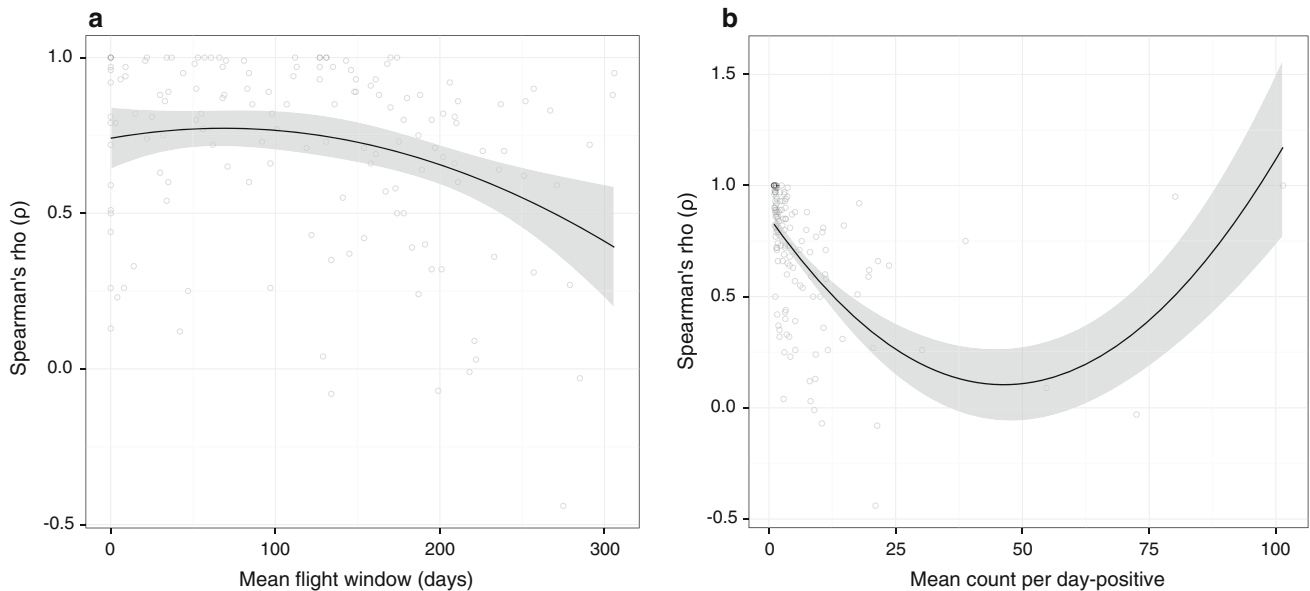 a
1.0
0.5
0.0
-0.5
Spearman's rho (ρ)
0 100 200 300
Mean flight window (days)
b
1.5
1.0
0.5
0.0
-0.5
Spearman's rho (ρ)
0 25 50 75 100
Mean count per day-positive